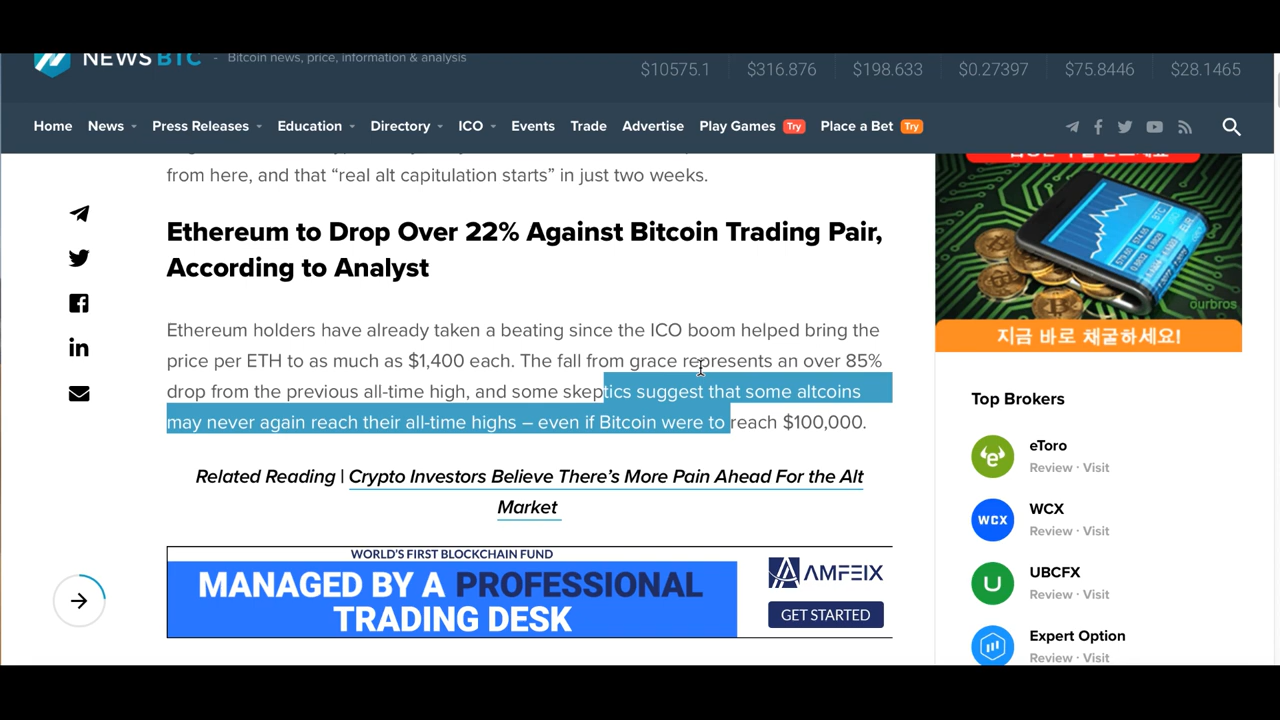 NEWSBTC - Bitcoin news, price, information & analysis
$10575.1 $316.876 $198.633 $0.27397 $75.8446 $28.1465
Home News Press Releases Education Directory ICO Events Trade Advertise Play Games Try Place a Bet Try
from here, and that “real alt capitulation starts” in just two weeks.
Ethereum to Drop Over 22% Against Bitcoin Trading Pair,
According to Analyst
Ethereum holders have already taken a beating since the ICO boom helped bring the
price per ETH to as much as $1,400 each. The fall from grace represents an over 85%
drop from the previous all-time high, and some skeptics suggest that some altcoins
may never again reach their all-time highs – even if Bitcoin were to reach $100,000.
Related Reading | Crypto Investors Believe There’s More Pain Ahead For the Alt
Market
WORLD'S FIRST BLOCKCHAIN FUND
MANAGED BY A PROFESSIONAL
TRADING DESK
AMFEIX
GET STARTED
BTC
ourbros
지금 바로 채굴하세요!
Top Brokers
eToro
Review · Visit
WCX
WCX
Review · Visit
UBCFX
Review · Visit
Expert Option
Review · Visit